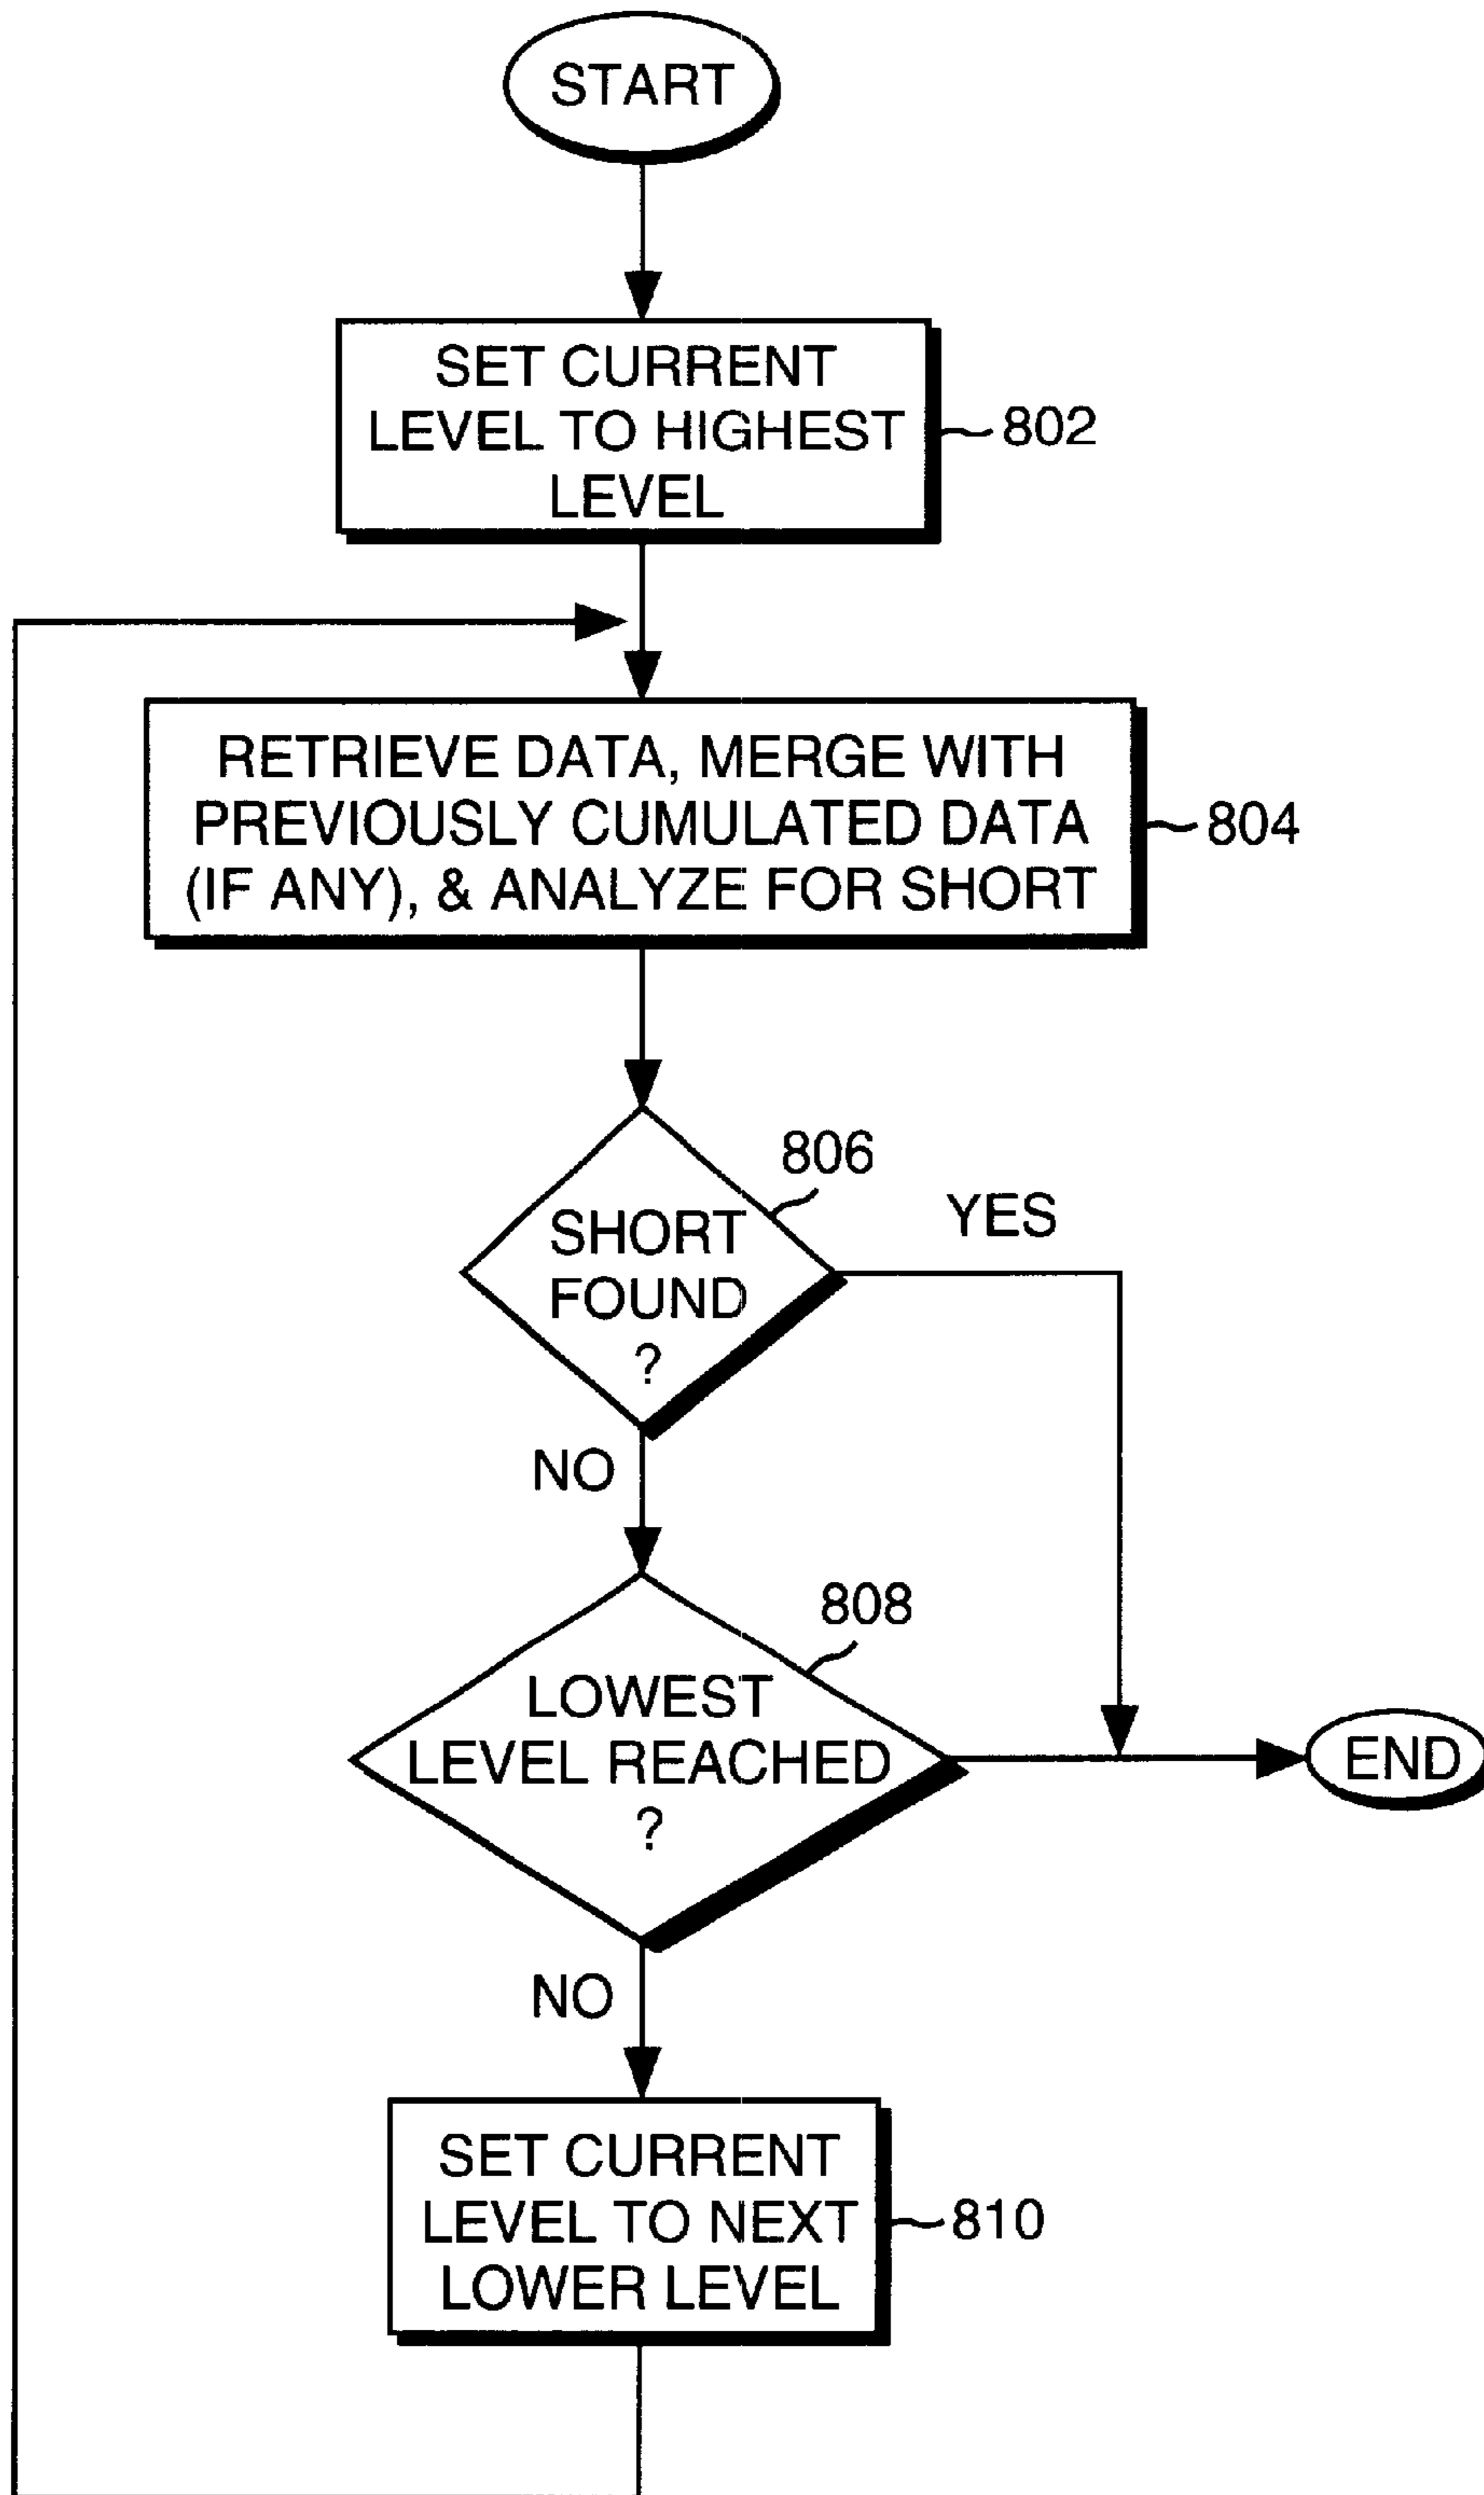 START
SET CURRENT
LEVEL TO HIGHEST
LEVEL
802
RETRIEVE DATA, MERGE WITH
PREVIOUSLY CUMULATED DATA
(IF ANY), & ANALYZE FOR SHORT
804
806
SHORT
FOUND
?
YES
NO
808
LOWEST
LEVEL REACHED
?
END
NO
SET CURRENT
LEVEL TO NEXT
LOWER LEVEL
810